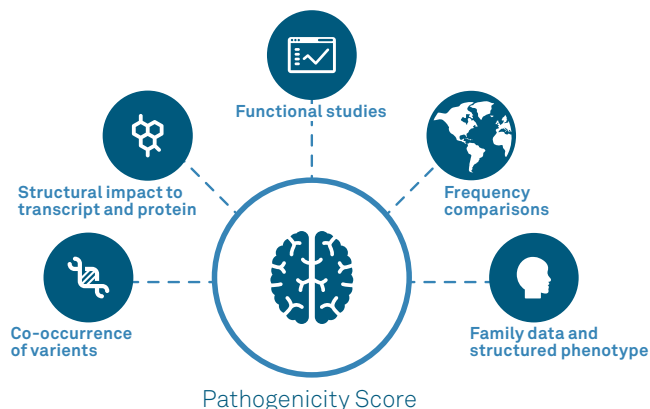 Functional studies
Structural impact to
transcript and protein
Frequency
comparisons
Co-occurrence
of varients
Family data and
structured phenotype
Pathogenicity Score